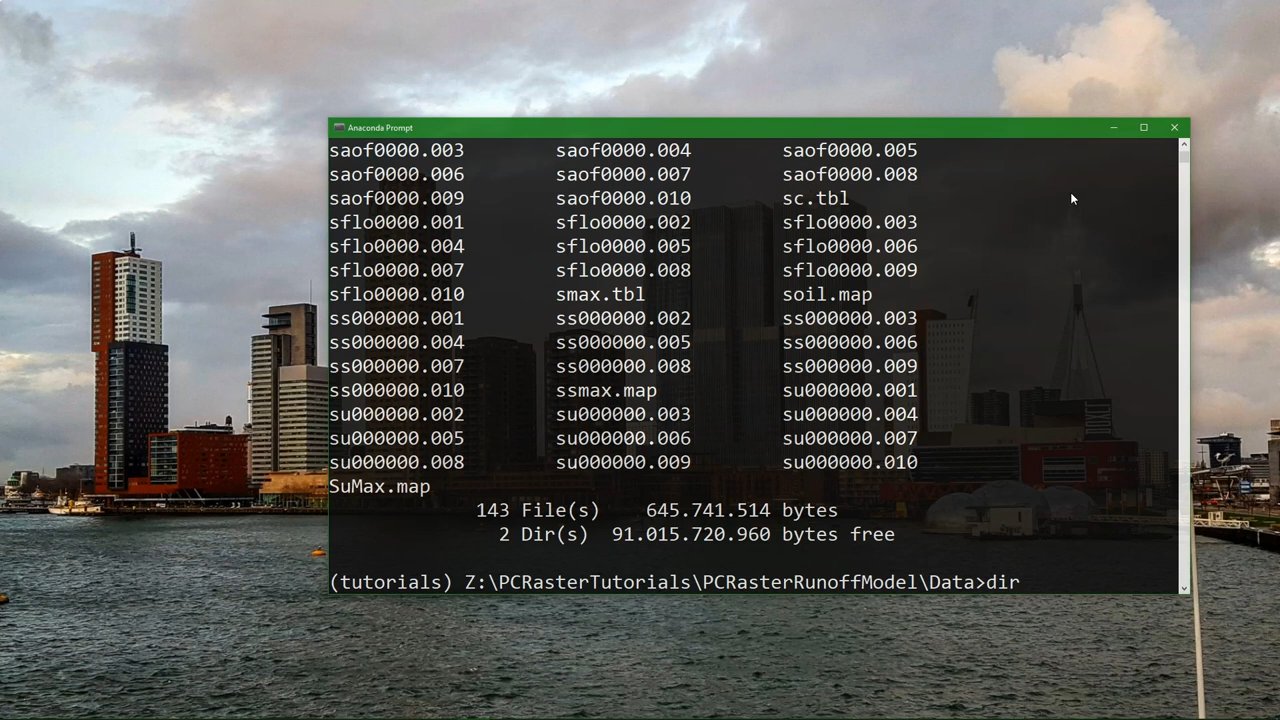 Anaconda Prompt
saof0000.003 saof0000.004 saof0000.005
saof0000.006 saof0000.007 saof0000.008
saof0000.009 saof0000.010 sc.tbl
sflo0000.001 sflo0000.002 sflo0000.003
sflo0000.004 sflo0000.005 sflo0000.006
sflo0000.007 sflo0000.008 sflo0000.009
sflo0000.010 smax.tbl soil.map
ss000000.001 ss000000.002 ss000000.003
ss000000.004 ss000000.005 ss000000.006
ss000000.007 ss000000.008 ss000000.009
ss000000.010 ssmax.map su000000.001
su000000.002 su000000.003 su000000.004
su000000.005 su000000.006 su000000.007
su000000.008 su000000.009 su000000.010
SuMax.map
143 File(s) 645.741.514 bytes
2 Dir(s) 91.015.720.960 bytes free
(tutorials) Z:\PCRasterTutorials\PCRasterRunoffModel\Data>dir